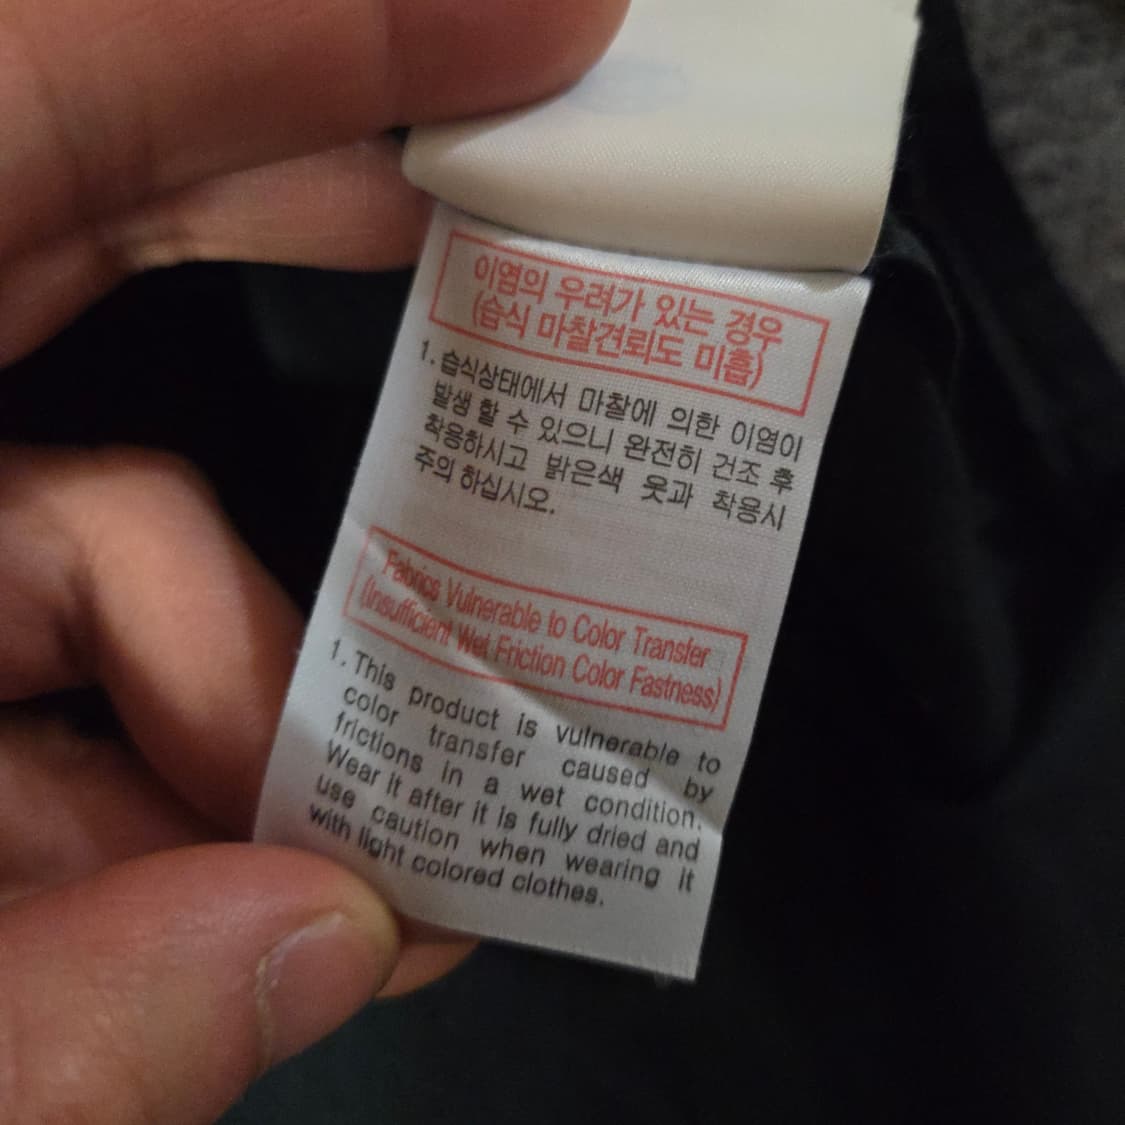 이염의 우려가 있는 경우
(습식 마찰견뢰도 미흡)
1. 습식상태에서 마찰에 의한 이염이
발생 할 수 있으니 완전히 건조 후
착용하시고 밝은색 옷과 착용시
주의 하십시오.
Fabrics Vulnerable to Color Transfer
(Insufficient Wet Friction Color Fastness)
1. This product is vulnerable to
color transfer caused by
frictions in a wet condition.
Wear it after it is fully dried and
use caution when wearing it
with light colored clothes.